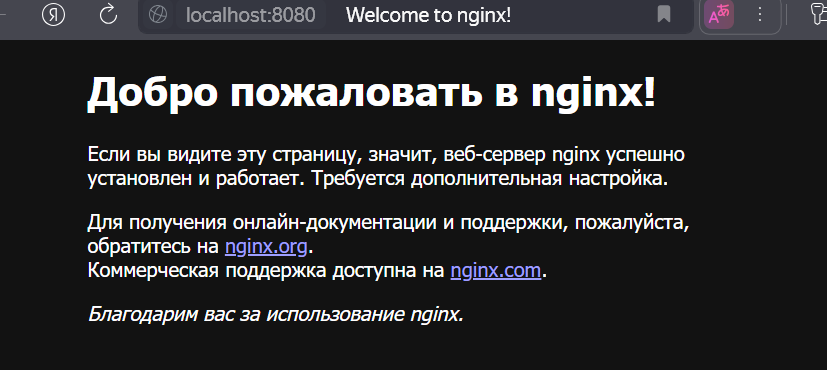 Я localhost:8080 Welcome to nginx! Aあ
Добро пожаловать в nginx!
Если вы видите эту страницу, значит, веб-сервер nginx успешно
установлен и работает. Требуется дополнительная настройка.
Для получения онлайн-документации и поддержки, пожалуйста,
обратитесь на nginx.org.
Коммерческая поддержка доступна на nginx.com.
Благодарим вас за использование nginx.